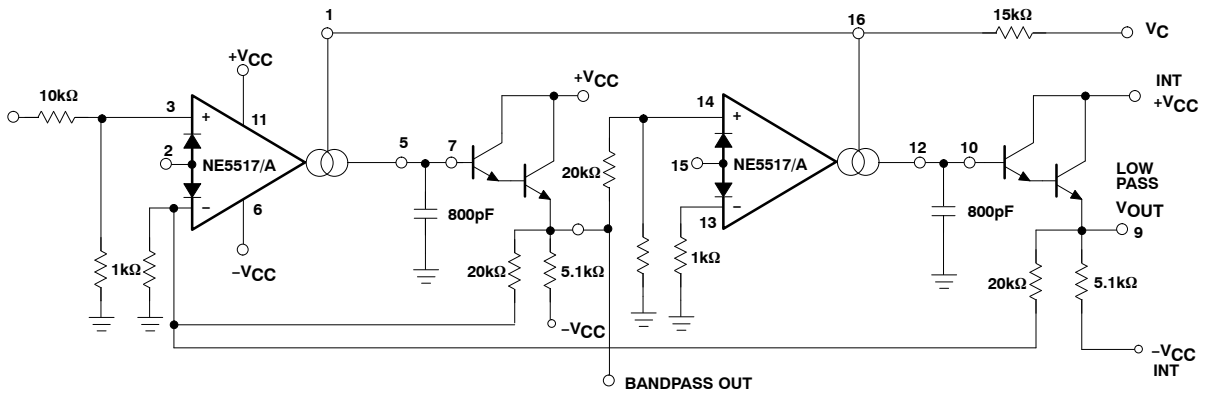 1
16
15kΩ
VC
+VCC
+VCC
INT
+VCC
10kΩ
3
+
11
2
NE5517/A
−
6
−VCC
5
7
14
+
15
NE5517/A
−
13
12
10
20kΩ
800pF
800pF
LOW
PASS
VOUT
9
1kΩ
20kΩ
5.1kΩ
1kΩ
20kΩ
5.1kΩ
−VCC
−VCC
INT
BANDPASS OUT